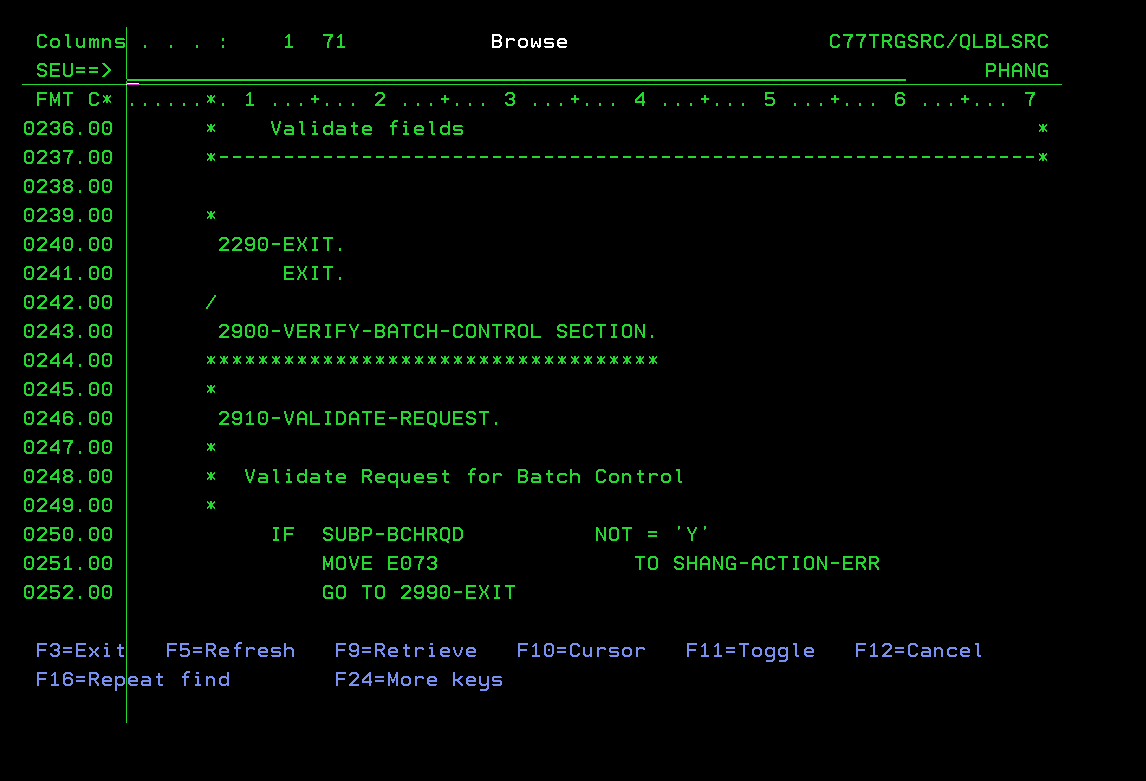 Columns . . . :    1  71           Browse                    C77TRGSRC/QLBLSRC
SEU==>                                                                   PHANG
FMT C* ......*. 1 ...+... 2 ...+... 3 ...+... 4 ...+... 5 ...+... 6 ...+... 7
0236.00       *    Validate fields                                            *
0237.00       *---------------------------------------------------------------*
0238.00
0239.00       *
0240.00        2290-EXIT.
0241.00             EXIT.
0242.00       /
0243.00        2900-VERIFY-BATCH-CONTROL SECTION.
0244.00       ***********************************
0245.00       *
0246.00        2910-VALIDATE-REQUEST.
0247.00       *
0248.00       *  Validate Request for Batch Control
0249.00       *
0250.00            IF  SUBP-BCHRQD          NOT = 'Y'
0251.00                MOVE E073               TO SHANG-ACTION-ERR
0252.00                GO TO 2990-EXIT
F3=Exit   F5=Refresh   F9=Retrieve   F10=Cursor   F11=Toggle   F12=Cancel
F16=Repeat find        F24=More keys